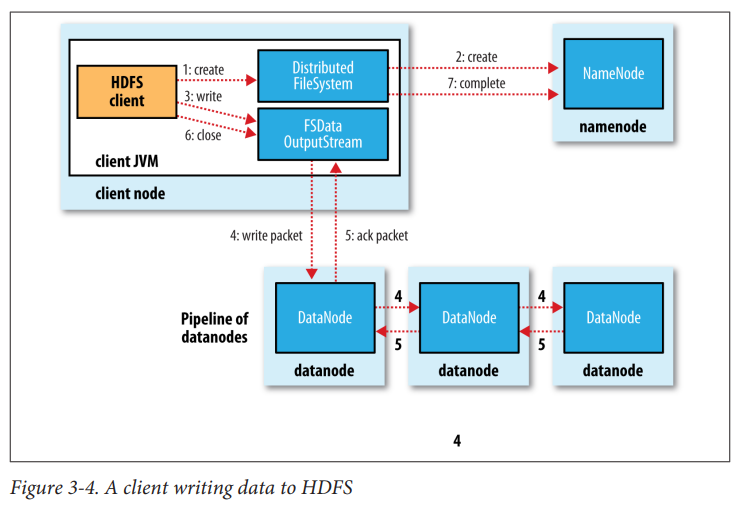 1: create
HDFS
client
3: write
6: close
Distributed
FileSystem
FSData
OutputStream
client JVM
client node
2: create
7: complete
NameNode
namenode
4: write packet
5: ack packet
Pipeline of
datanodes
DataNode
datanode
4
5
DataNode
datanode
4
5
DataNode
datanode
4
Figure 3-4. A client writing data to HDFS